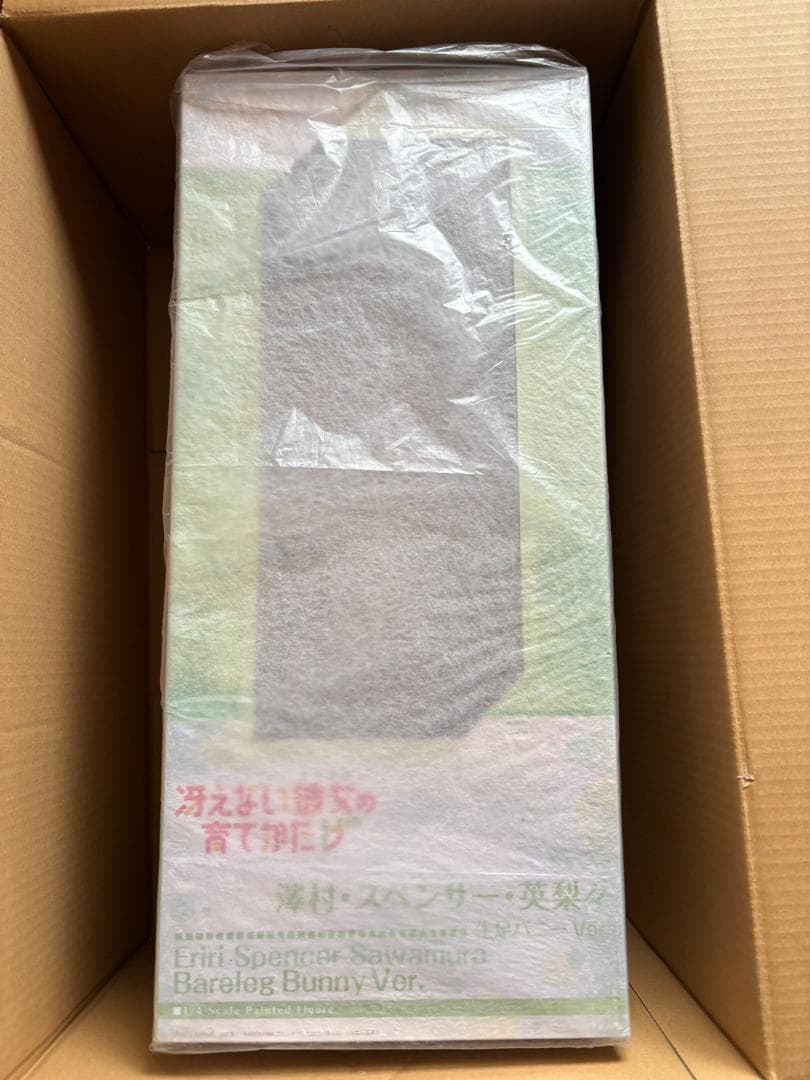 冴えない彼女の
育てかた♭
澤村・スペンサー・英梨々
生足バニーVer.
Eriri Spencer Sawamura
Bareleg Bunny Ver.
■1/4 Scale Painted Figure